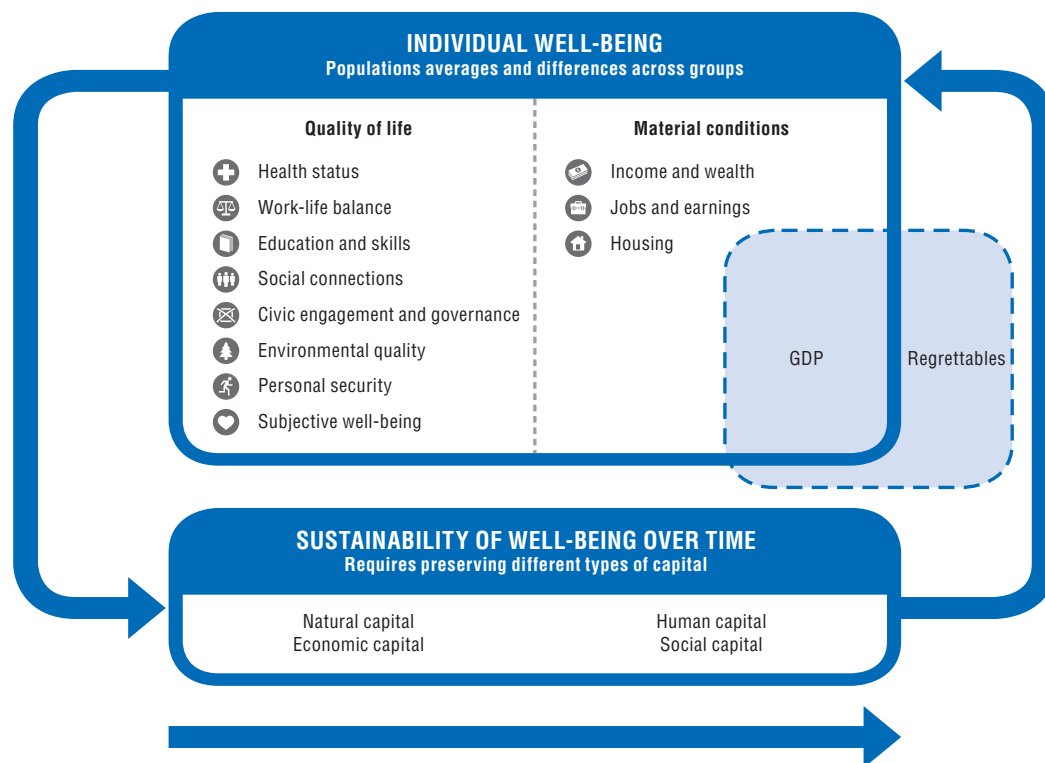 INDIVIDUAL WELL-BEING
Populations averages and differences across groups
Quality of life
Health status
Work-life balance
Education and skills
Social connections
Civic engagement and governance
Environmental quality
Personal security
Subjective well-being
Material conditions
Income and wealth
Jobs and earnings
Housing
GDP
Regrettables
SUSTAINABILITY OF WELL-BEING OVER TIME
Requires preserving different types of capital
Natural capital
Economic capital
Human capital
Social capital